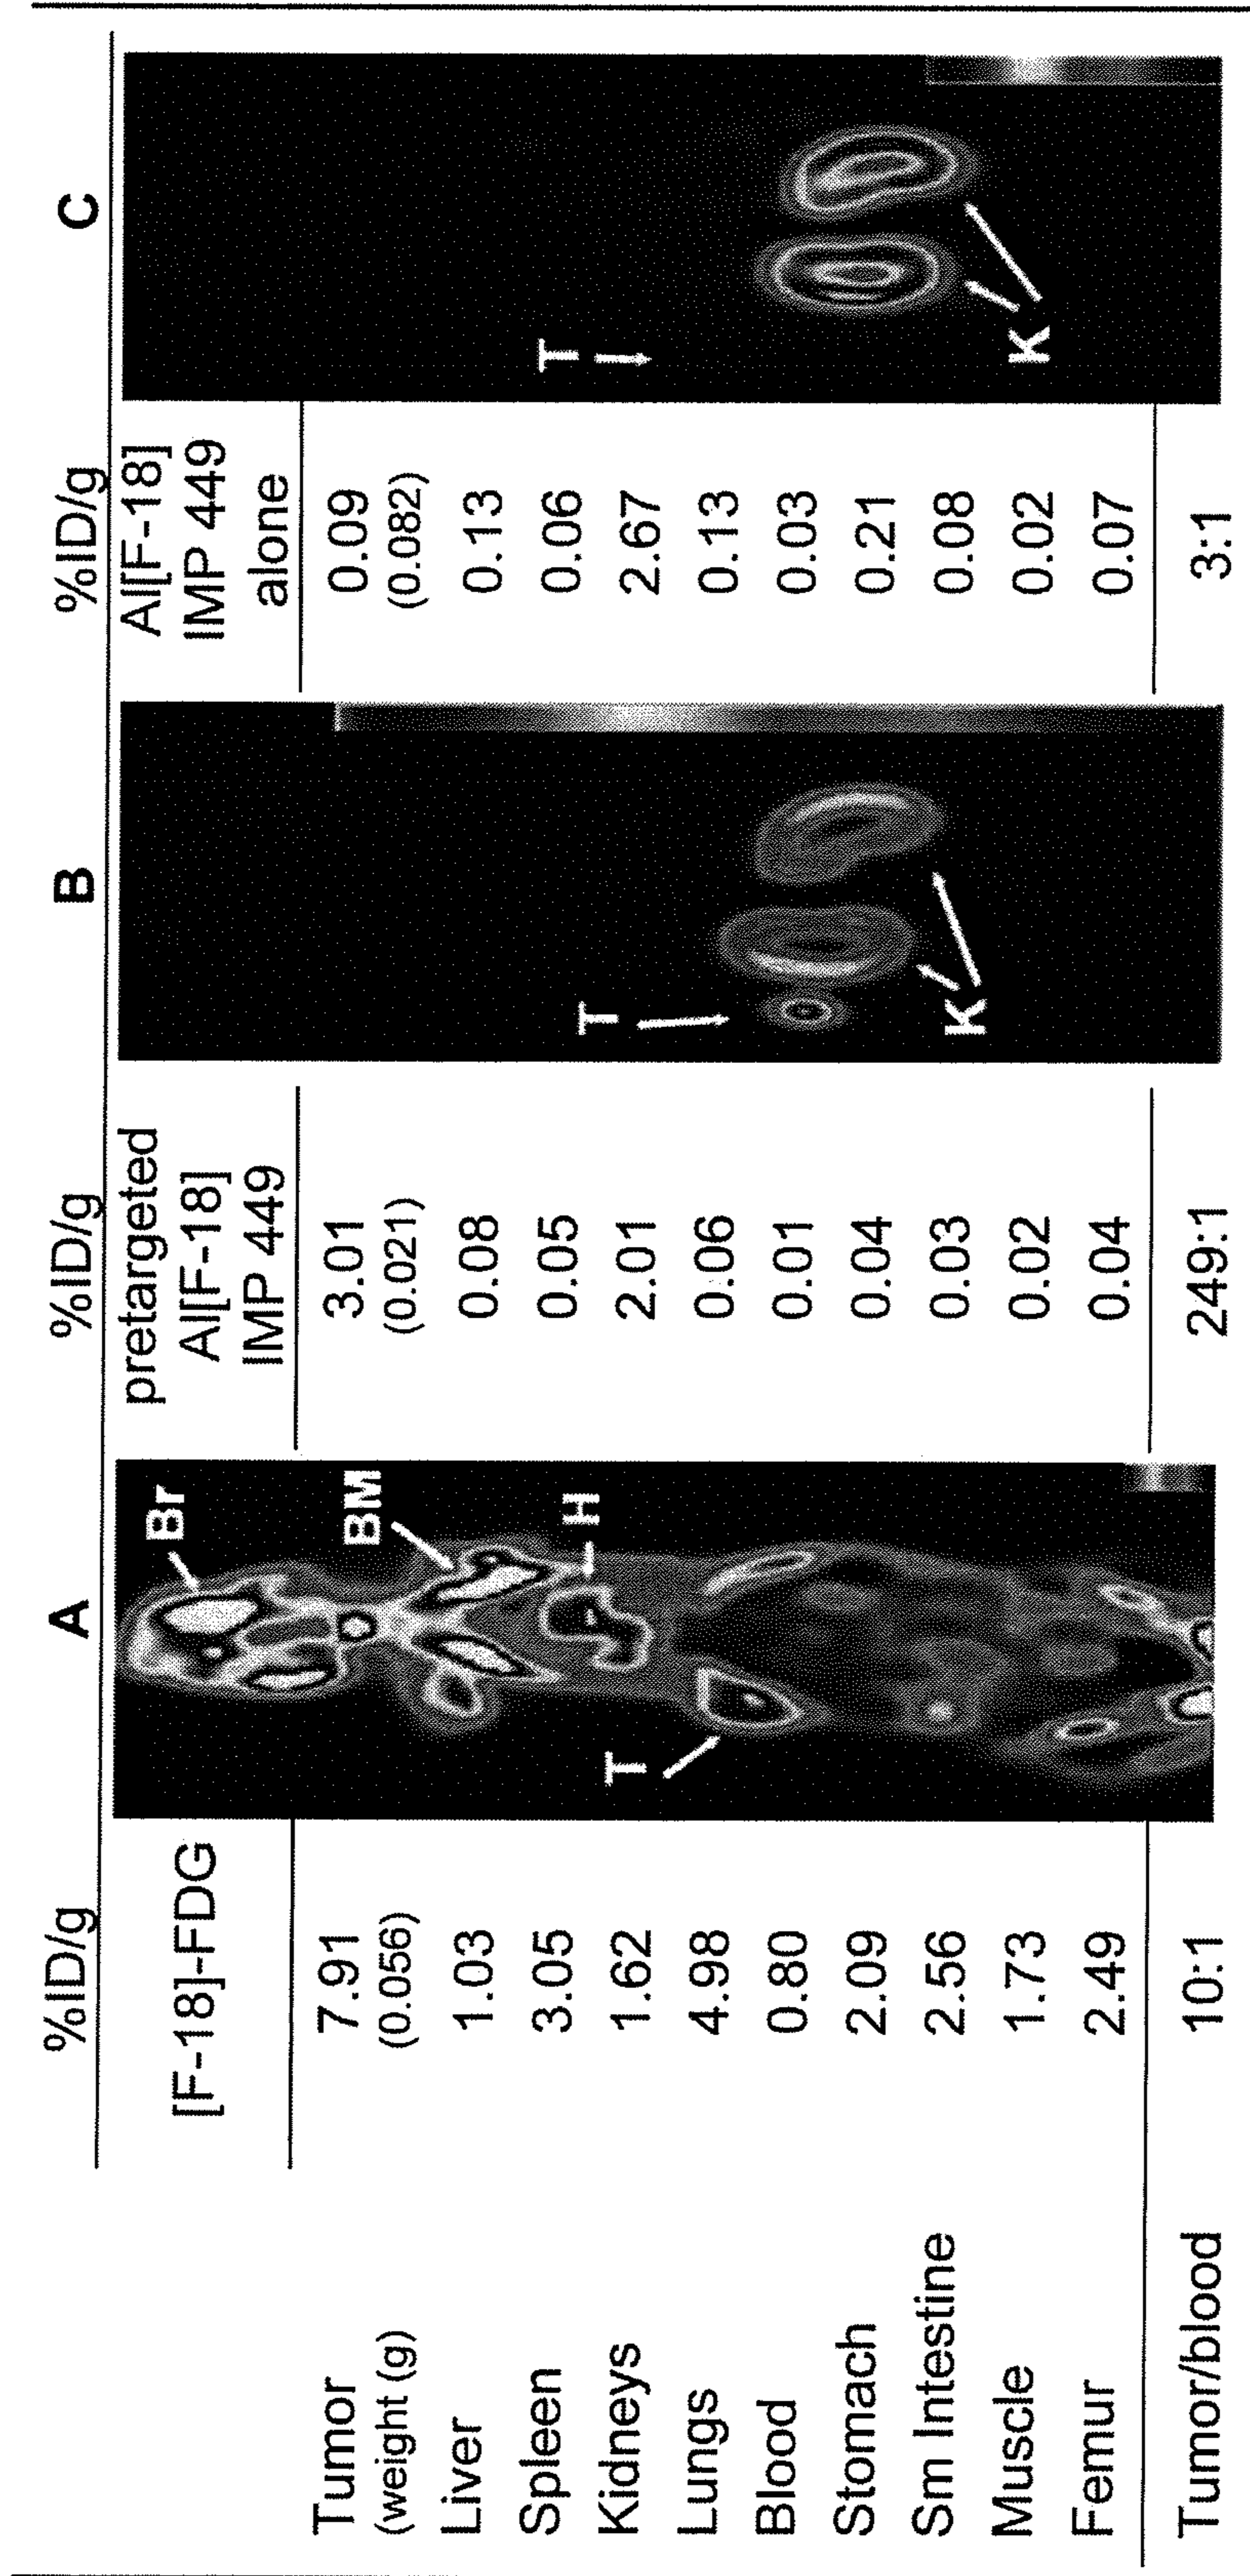 %ID/g A %ID/g B %ID/g C
[F-18]-FDG pretargeted Al[F-18] IMP 449 Al[F-18] IMP 449 alone
Br
BM
H
T
T
K
T
K
Tumor 7.91 3.01 0.09
(weight (g) (0.056) (0.021) (0.082)
Liver 1.03 0.08 0.13
Spleen 3.05 0.05 0.06
Kidneys 1.62 2.01 2.67
Lungs 4.98 0.06 0.13
Blood 0.80 0.01 0.03
Stomach 2.09 0.04 0.21
Sm Intestine 2.56 0.03 0.08
Muscle 1.73 0.02 0.02
Femur 2.49 0.04 0.07
Tumor/blood 10:1 249:1 3:1